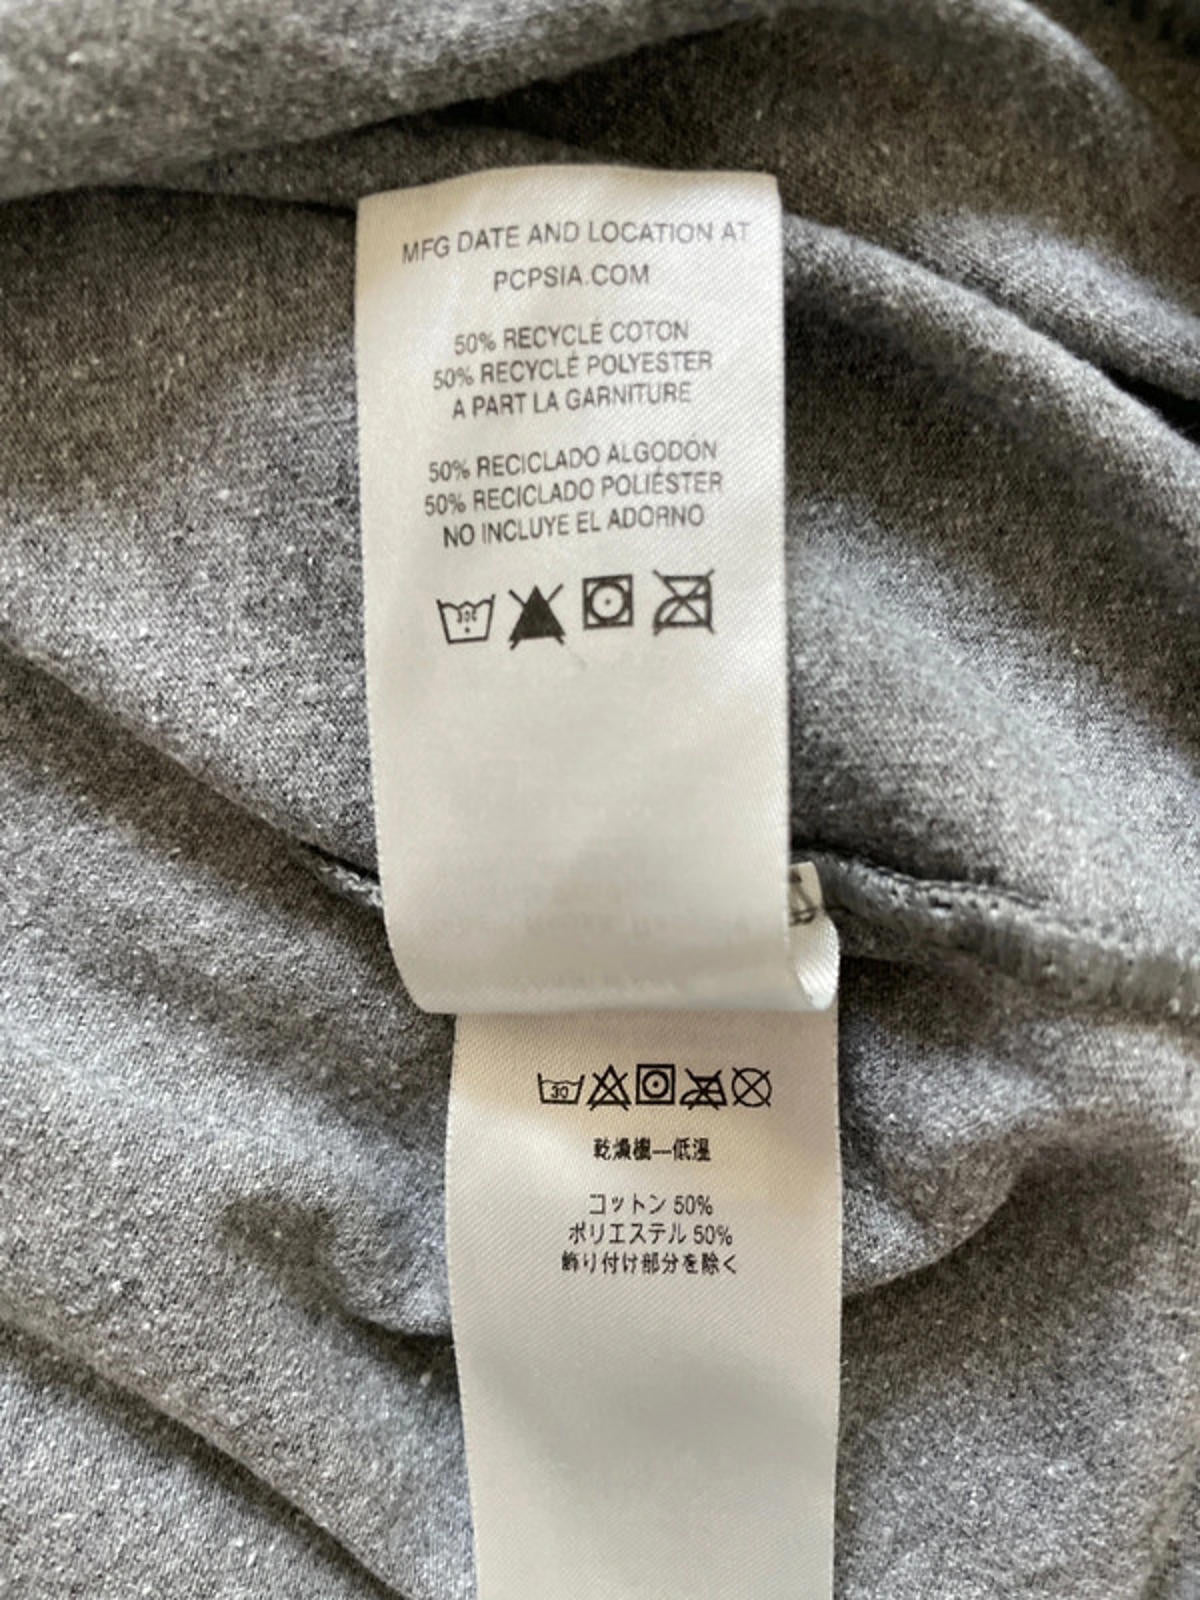 MFG DATE AND LOCATION AT
PCPSIA.COM
50% RECYCLÉ COTON
50% RECYCLÉ POLYESTER
A PART LA GARNITURE
50% RECICLADO ALGODÓN
50% RECICLADO POLIÉSTER
NO INCLUYE EL ADORNO
30C
30
乾燥機—低温
コットン 50%
ポリエステル 50%
飾り付け部分を除く